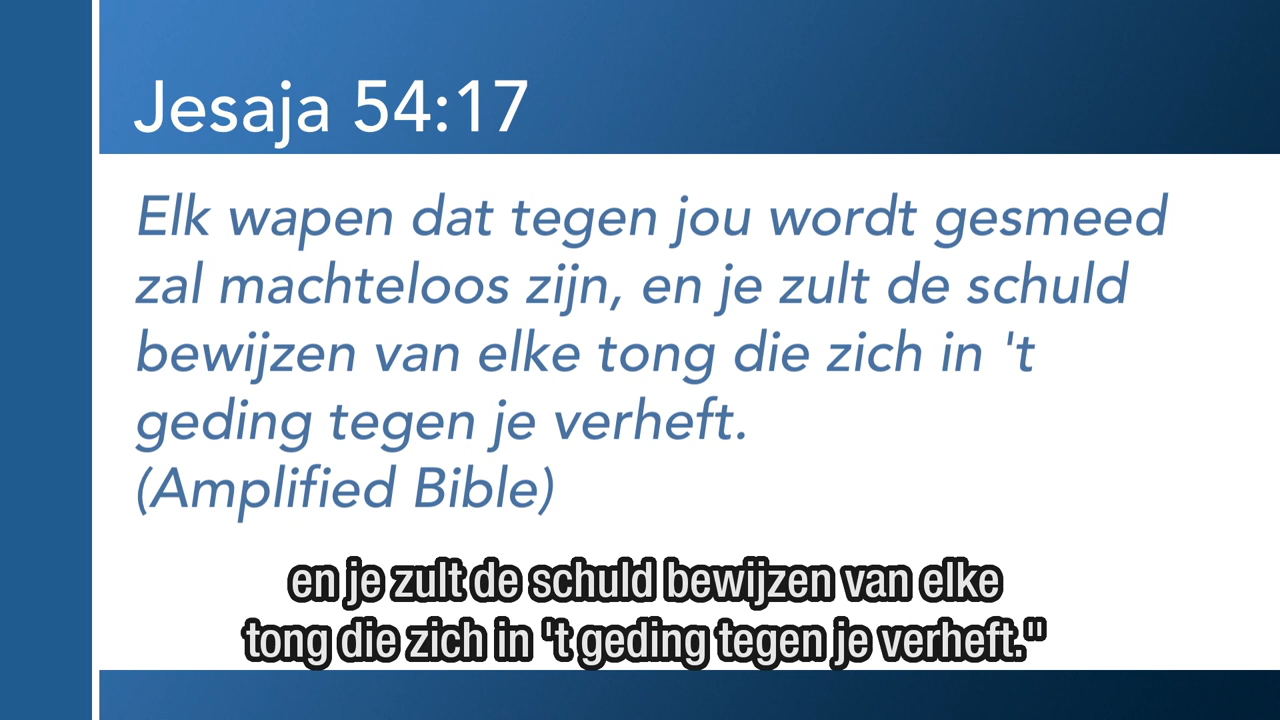 Jesaja 54:17
Elk wapen dat tegen jou wordt gesmeed
zal machteloos zijn, en je zult de schuld
bewijzen van elke tong die zich in 't
geding tegen je verheft.
(Amplified Bible)
en je zult de schuld bewijzen van elke
tong die zich in 't geding tegen je verheft."